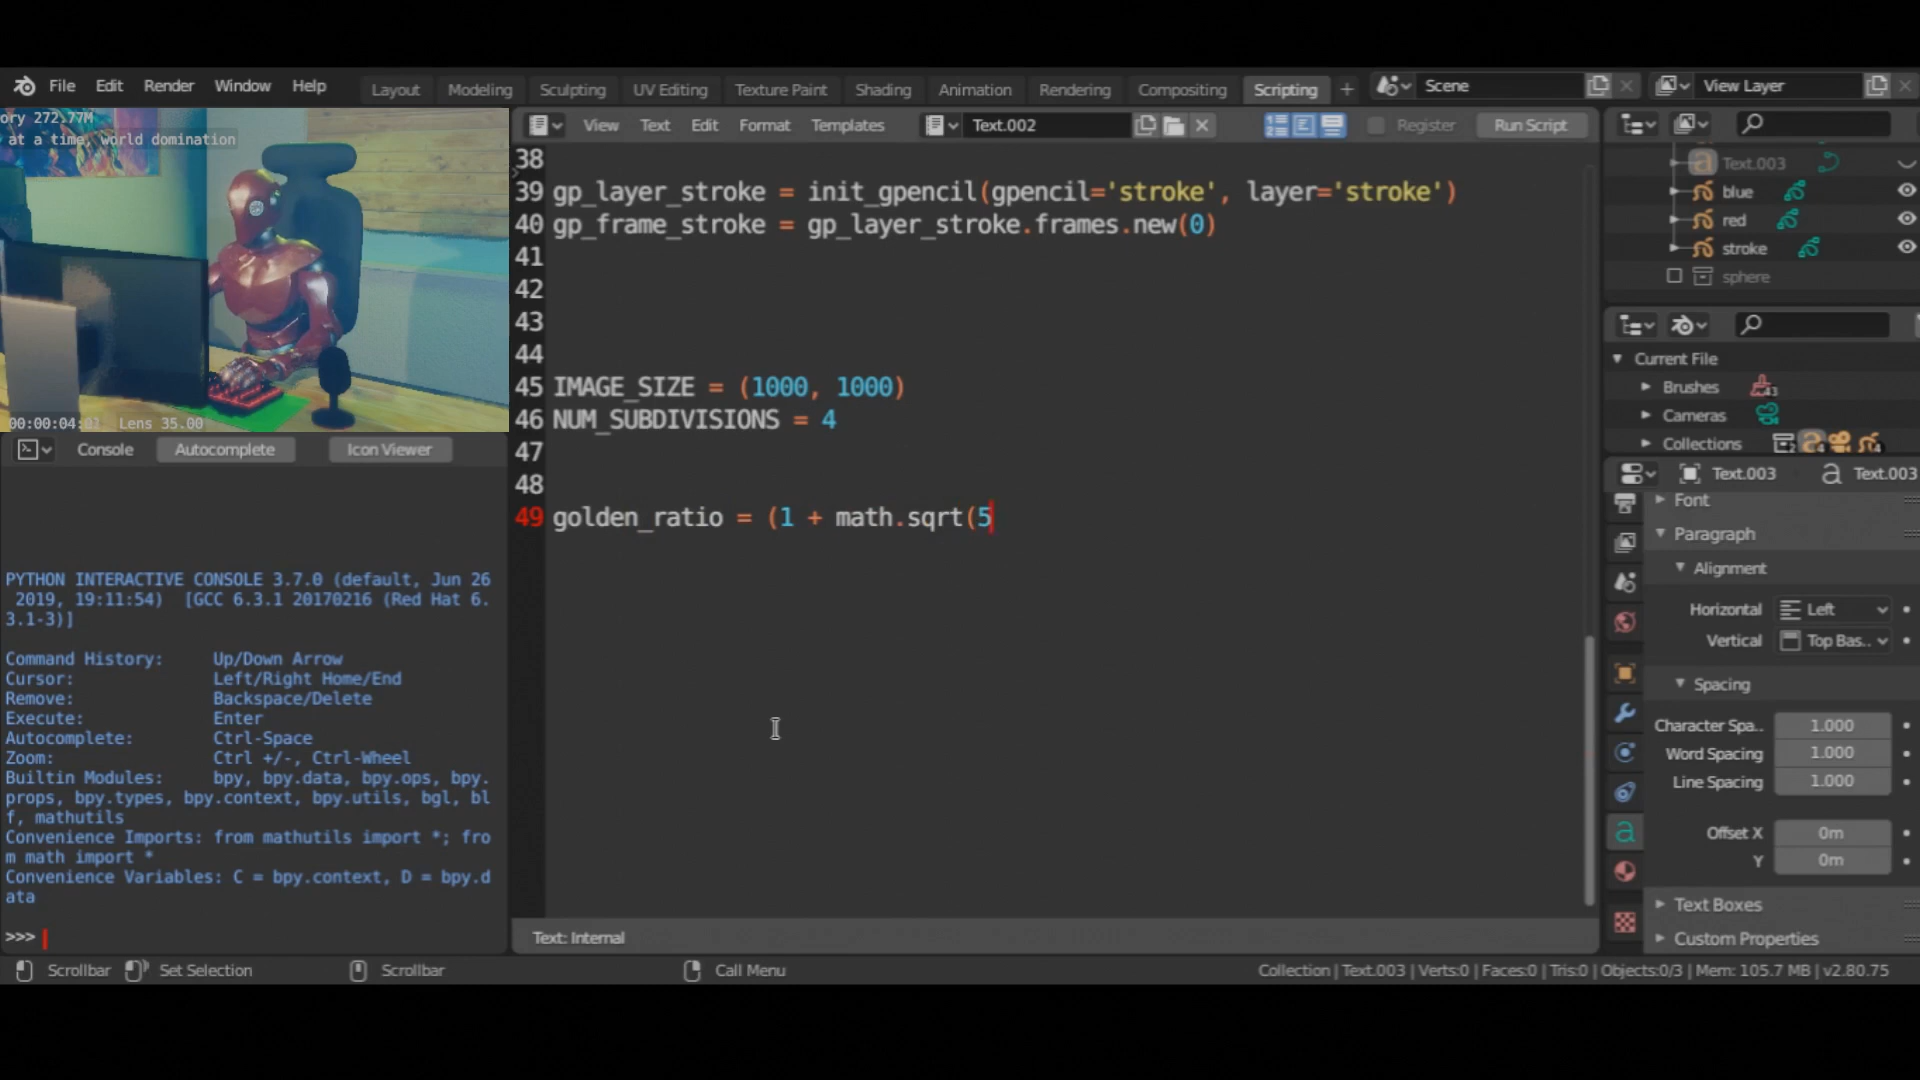 File Edit Render Window Help Layout Modeling Sculpting UV Editing Texture Paint Shading Animation Rendering Compositing Scripting + Scene View Layer
ory 272.77M
at a time, world domination
00:00:04:02 Lens 35.00
View Text Edit Format Templates Text.002 Register Run Script
38
39 gp_layer_stroke = init_gpencil(gpencil='stroke', layer='stroke')
40 gp_frame_stroke = gp_layer_stroke.frames.new(0)
41
42
43
44
45 IMAGE_SIZE = (1000, 1000)
46 NUM_SUBDIVISIONS = 4
47
48
49 golden_ratio = (1 + math.sqrt(5
Text: Internal
Console Autocomplete Icon Viewer
PYTHON INTERACTIVE CONSOLE 3.7.0 (default, Jun 26
2019, 19:11:54) [GCC 6.3.1 20170216 (Red Hat 6.
3.1-3)]
Command History: Up/Down Arrow
Cursor: Left/Right Home/End
Remove: Backspace/Delete
Execute: Enter
Autocomplete: Ctrl-Space
Zoom: Ctrl +/-, Ctrl-Wheel
Builtin Modules: bpy, bpy.data, bpy.ops, bpy.
props, bpy.types, bpy.context, bpy.utils, bgl, bl
f, mathutils
Convenience Imports: from mathutils import *; fro
m math import *
Convenience Variables: C = bpy.context, D = bpy.d
ata
>>>
Text.003
blue
red
stroke
sphere
Current File
Brushes 43
Cameras
Collections
Text.003 Text.003
Font
Paragraph
Alignment
Horizontal Left
Vertical Top Bas..
Spacing
Character Spa.. 1.000
Word Spacing 1.000
Line Spacing 1.000
Offset X 0m
Y 0m
Text Boxes
Custom Properties
Scrollbar Set Selection Scrollbar Call Menu Collection | Text.003 | Verts:0 | Faces:0 | Tris:0 | Objects:0/3 | Mem: 105.7 MB | v2.80.75